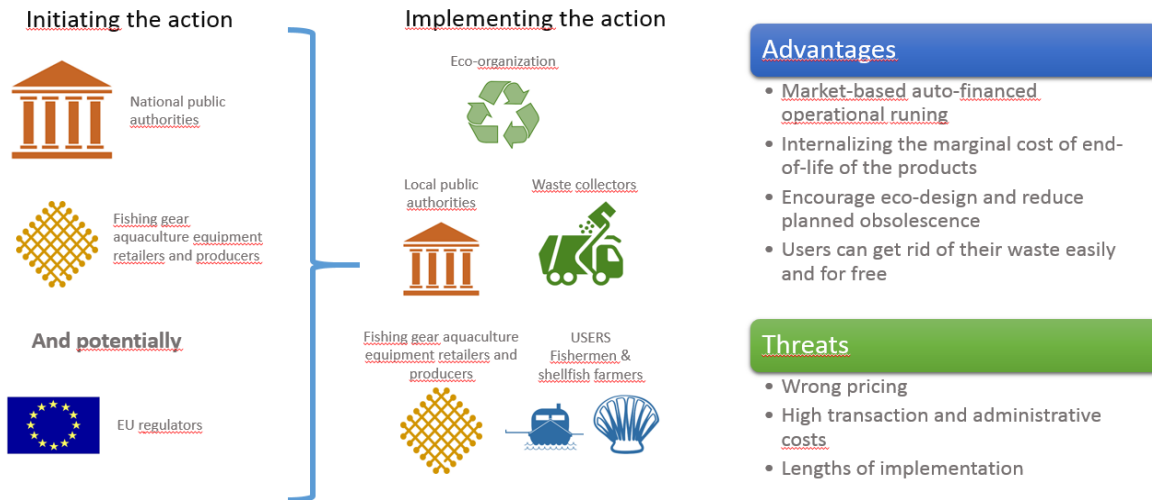 Initiating the action
National public
authorities
Fishing gear
aquaculture equipment
retailers and producers
And potentially
EU regulators
Implementing the action
Eco-organization
Local public
authorities
Waste collectors
Fishing gear aquaculture
equipment retailers and
producers
USERS
Fishermen &
shellfish farmers
Advantages
• Market-based auto-financed
operational runing
• Internalizing the marginal cost of end-
of-life of the products
• Encourage eco-design and reduce
planned obsolescence
• Users can get rid of their waste easily
and for free
Threats
• Wrong pricing
• High transaction and administrative
costs
• Lengths of implementation